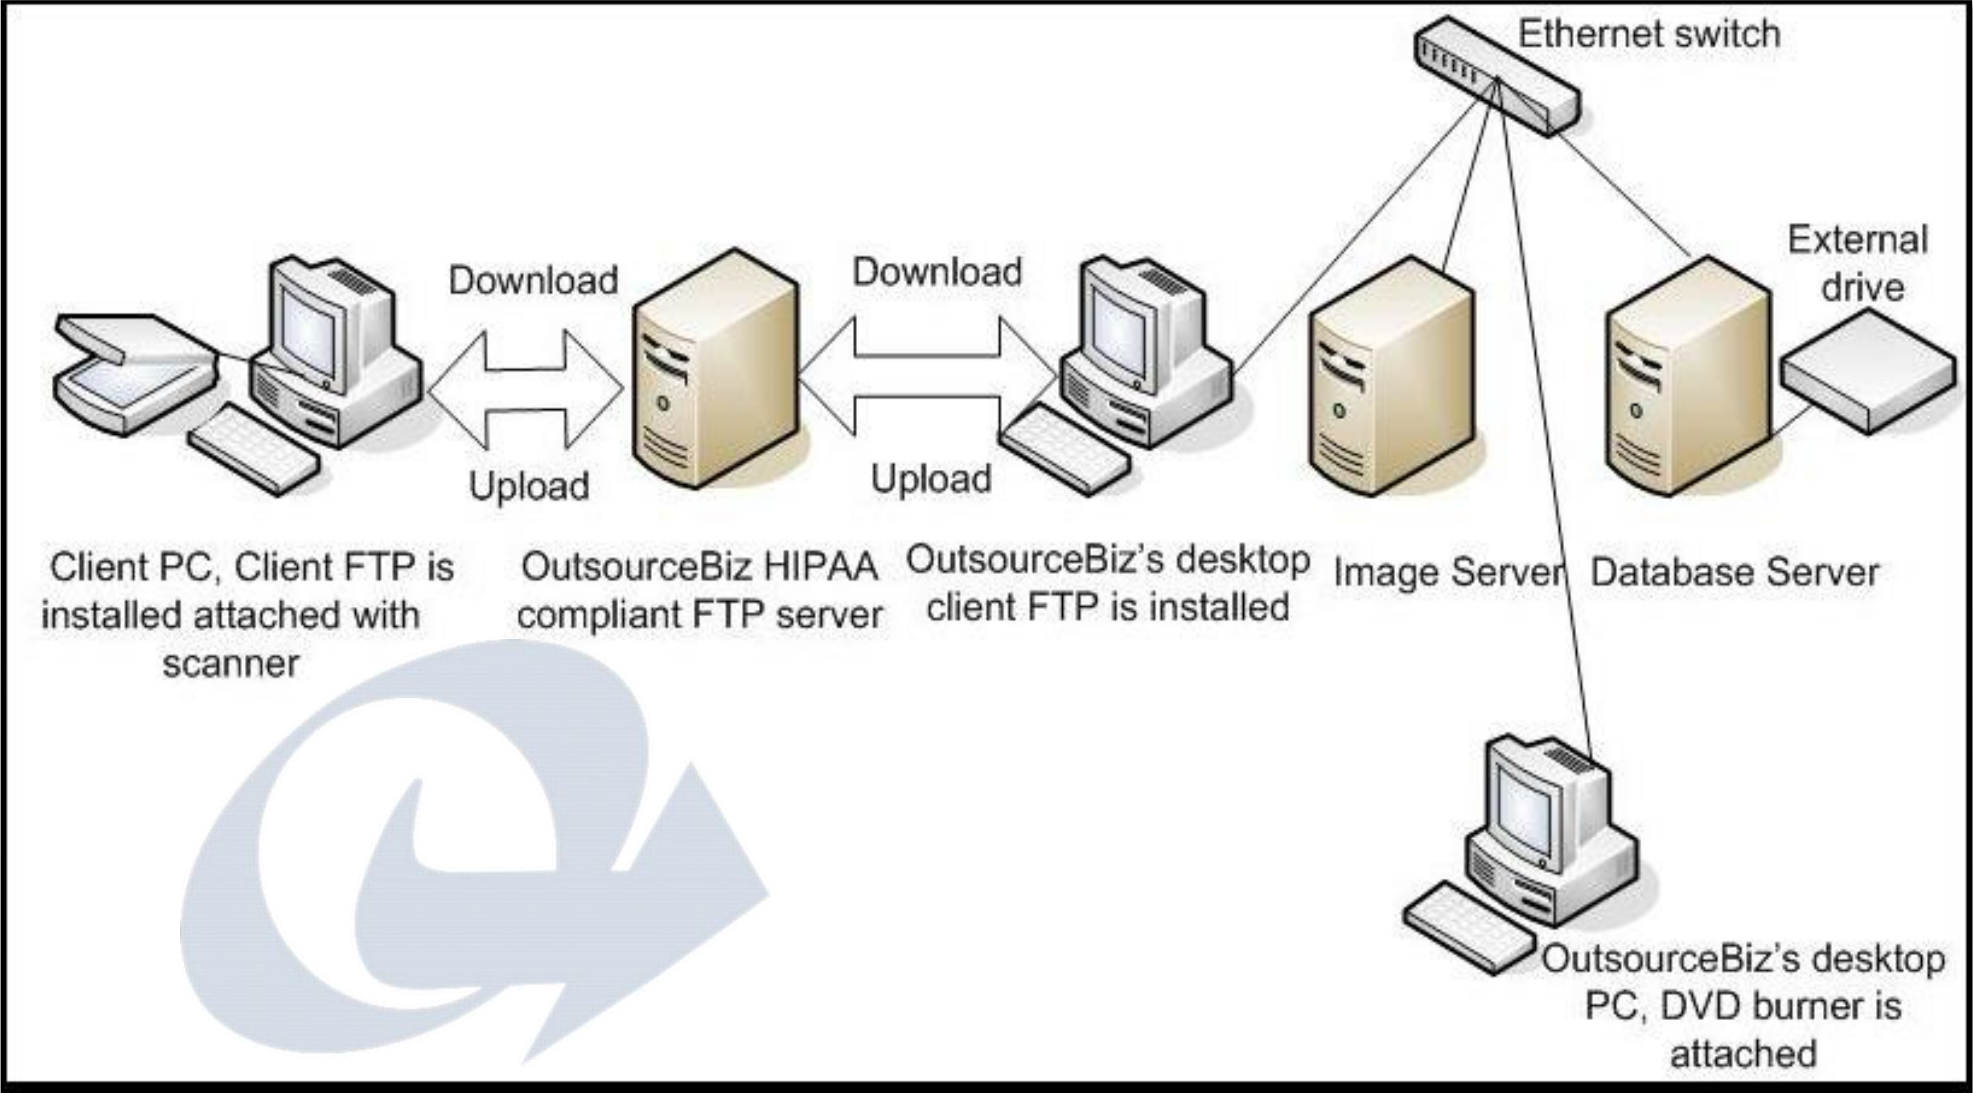 Ethernet switch
External
drive
Download
Upload
Download
Upload
Client PC, Client FTP is
installed attached with
scanner
OutsourceBiz HIPAA
compliant FTP server
OutsourceBiz's desktop
client FTP is installed
Image Server
Database Server
OutsourceBiz's desktop
PC, DVD burner is
attached